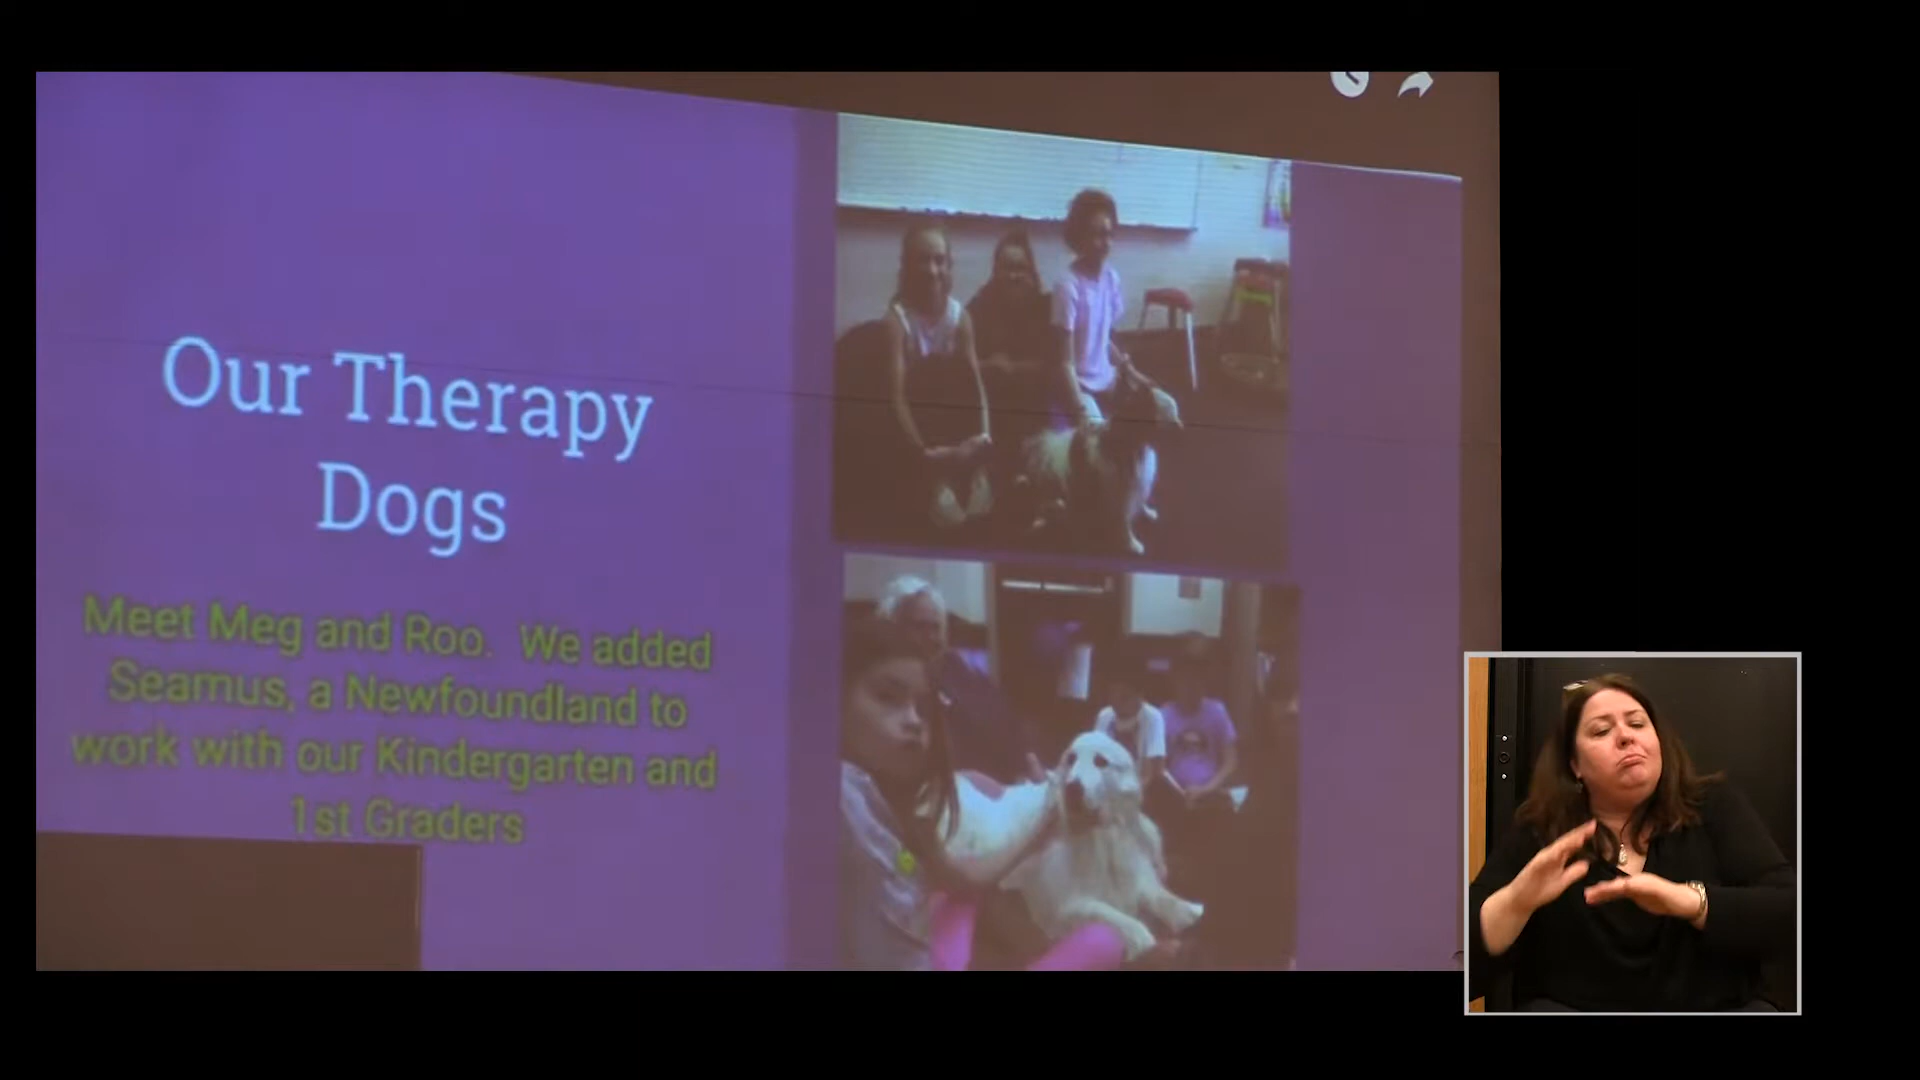 Our Therapy
Dogs
Meet Meg and Roo. We added
Seamus, a Newfoundland to
work with our Kindergarten and
1st Graders